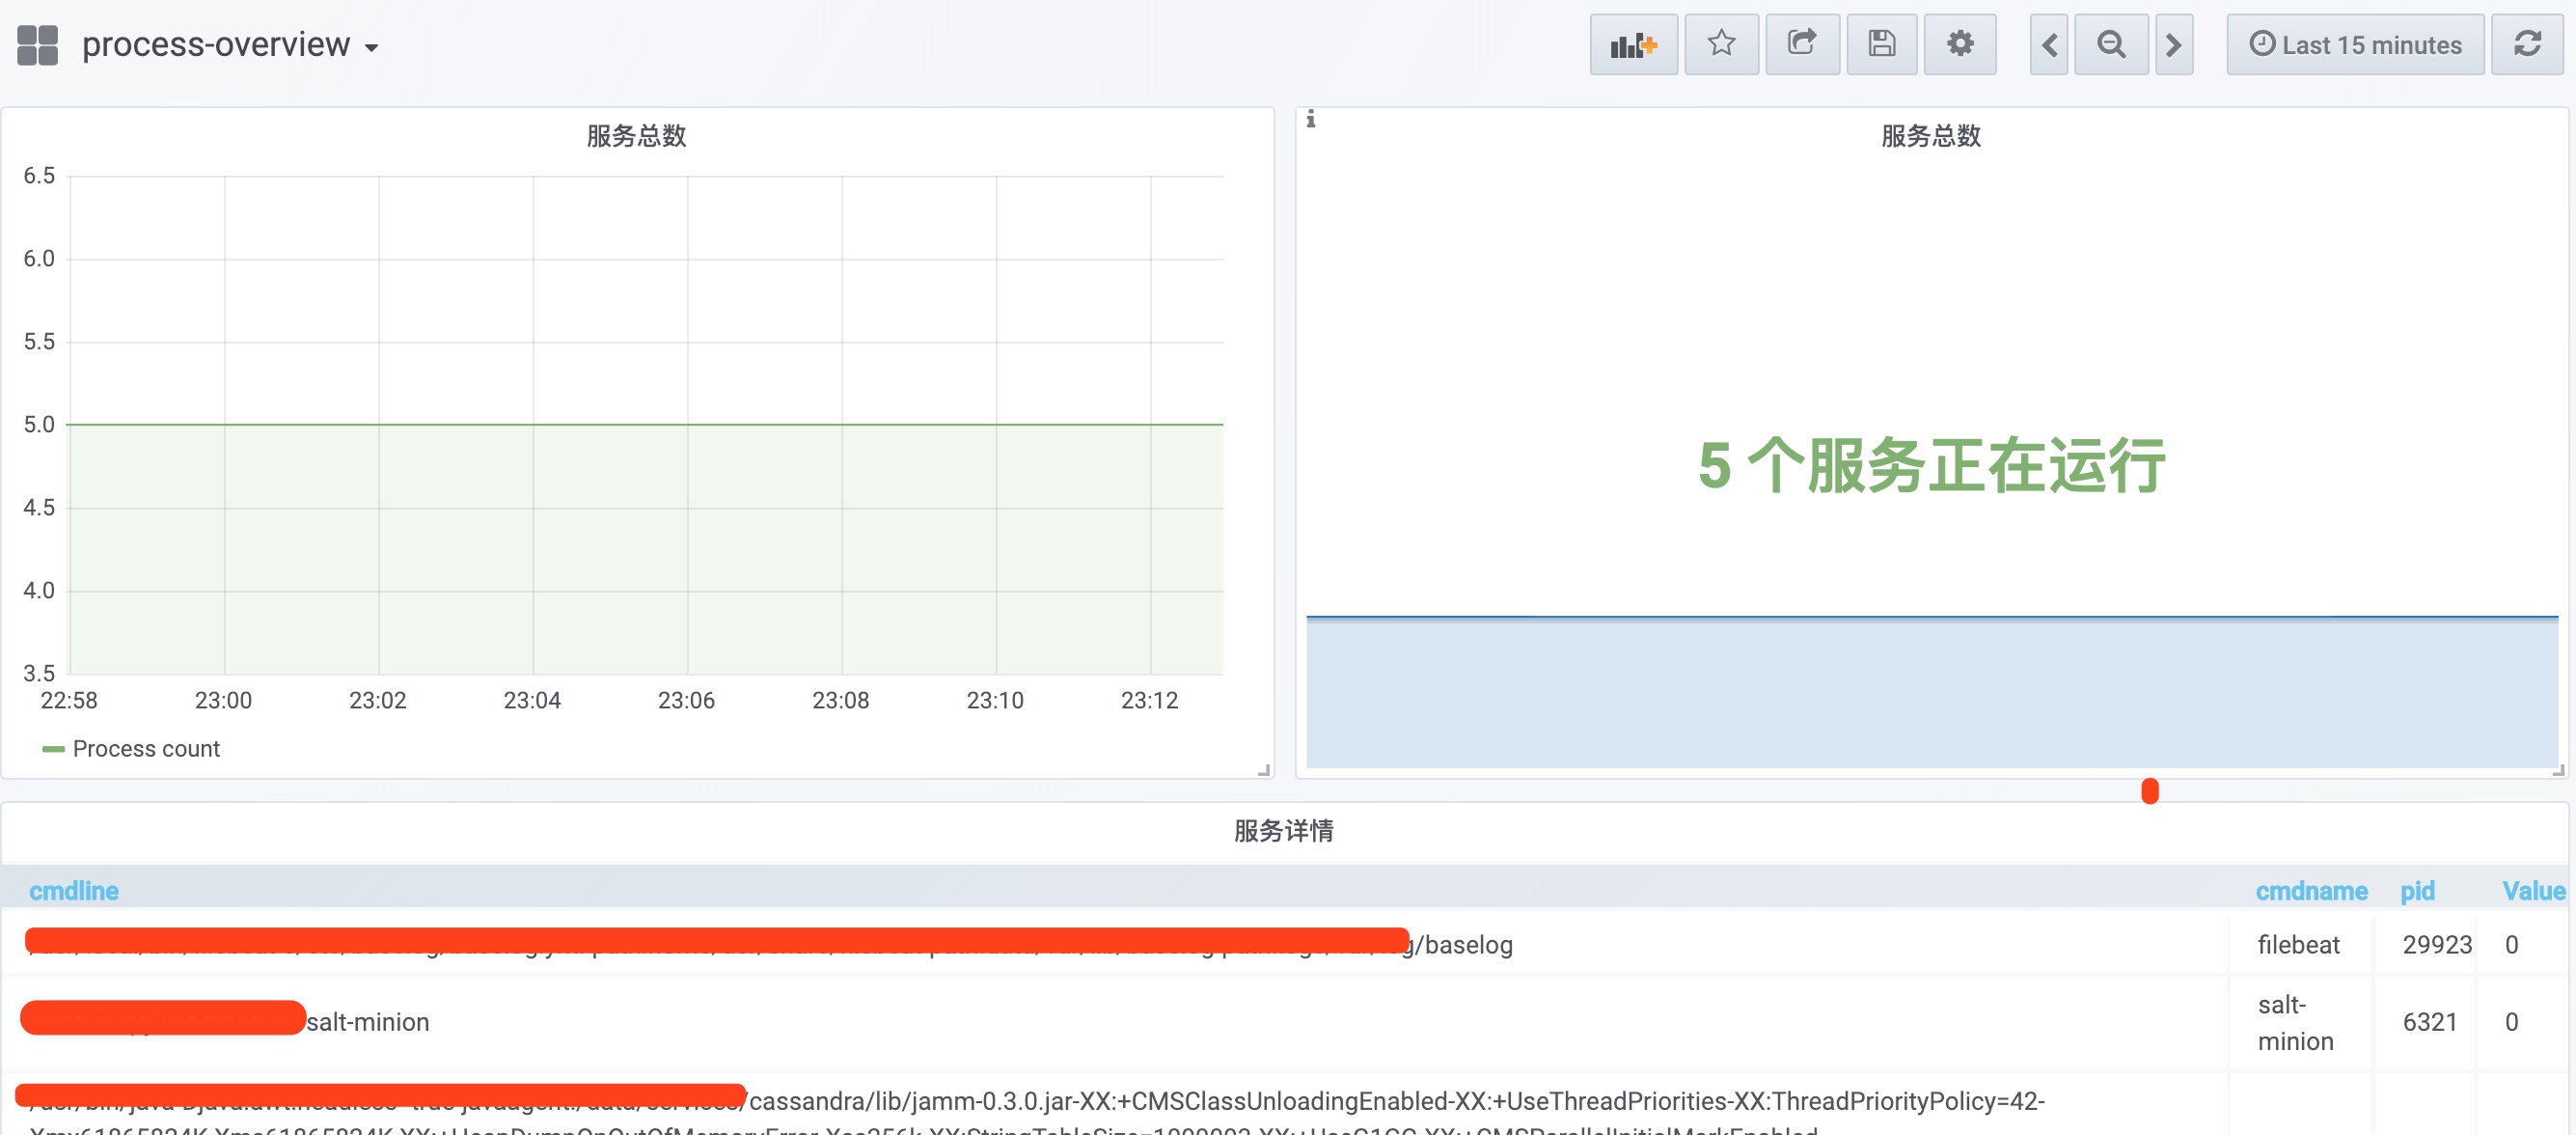 process-overview
Last 15 minutes
服务总数
6.5
6.0
5.5
5.0
4.5
4.0
3.5
22:58 23:00 23:02 23:04 23:06 23:08 23:10 23:12
Process count
服务总数
5 个服务正在运行
服务详情
cmdline cmdname pid Value
g/baselog filebeat 29923 0
salt-minion salt- 6321 0
minion
/cassandra/lib/jamm-0.3.0.jar-XX:+CMSClassUnloadingEnabled-XX:+UseThreadPriorities-XX:ThreadPriorityPolicy=42-